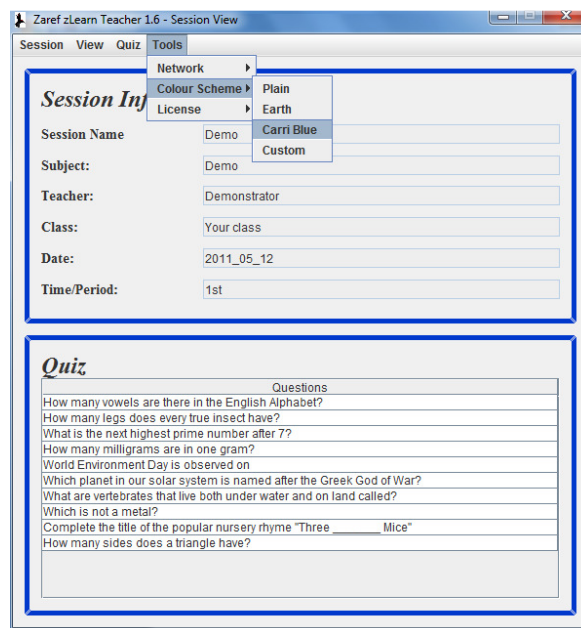 Zaref zLearn Teacher 1.6 - Session View
Session View Quiz Tools
Network
Colour Scheme
License
Plain
Earth
Carri Blue
Custom
Session Inf
Session Name Demo
Subject: Demo
Teacher: Demonstrator
Class: Your class
Date: 2011_05_12
Time/Period: 1st
Quiz
Questions
How many vowels are there in the English Alphabet?
How many legs does every true insect have?
What is the next highest prime number after 7?
How many milligrams are in one gram?
World Environment Day is observed on
Which planet in our solar system is named after the Greek God of War?
What are vertebrates that live both under water and on land called?
Which is not a metal?
Complete the title of the popular nursery rhyme "Three ________ Mice"
How many sides does a triangle have?